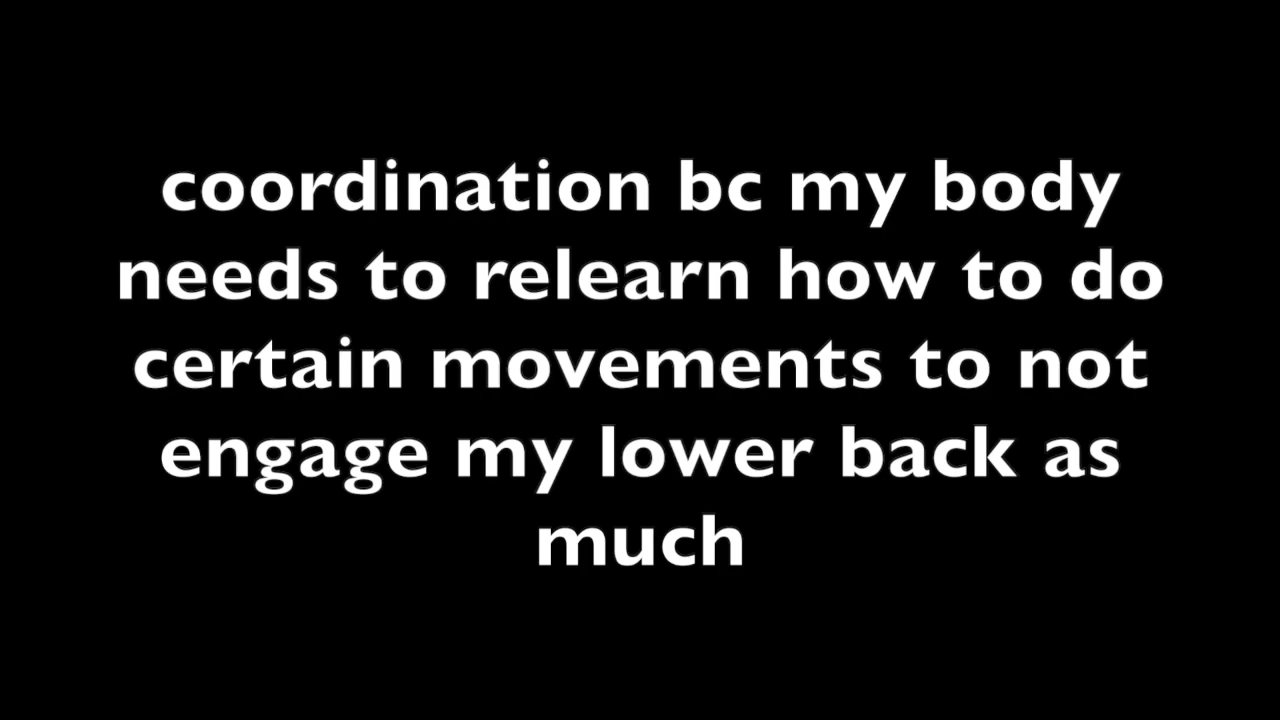 coordination bc my body
needs to relearn how to do
certain movements to not
engage my lower back as
much